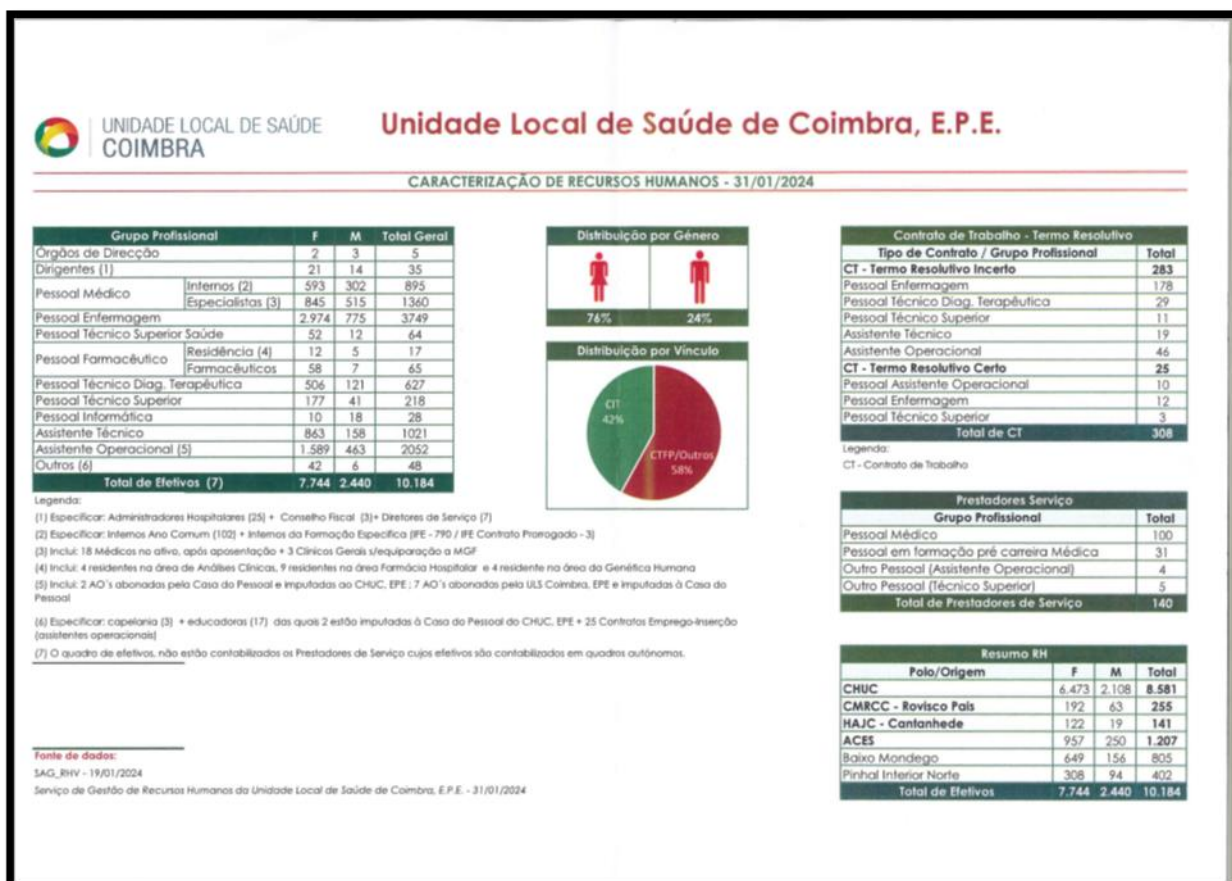 UNIDADE LOCAL DE SAÚDE
COIMBRA
Unidade Local de Saúde de Coimbra, E.P.E.
CARACTERIZAÇÃO DE RECURSOS HUMANOS - 31/01/2024
Grupo Profissional F M Total Geral
Órgãos de Direcção 2 3 5
Dirigentes (1) 21 14 35
Pessoal Médico
Internos (2) 593 302 895
Especialistas (3) 845 515 1360
Pessoal Enfermagem 2.974 775 3749
Pessoal Técnico Superior Saúde 52 12 64
Pessoal Farmacêutico
Residência (4) 12 5 17
Farmacêuticos 58 7 65
Pessoal Técnico Diag. Terapêutica 506 121 627
Pessoal Técnico Superior 177 41 218
Pessoal Informática 10 18 28
Assistente Técnico 863 158 1021
Assistente Operacional (5) 1.589 463 2052
Outros (6) 42 6 48
Total de Efetivos (7) 7.744 2.440 10.184
Legenda:
(1) Especificar: Administradores Hospitalares (25) + Conselho Fiscal (3)+ Diretores de Serviço (7)
(2) Especificar: Internos Ano Comum (102) + Internos da Formação Especifica (IFE - 790 / IFE Contrato Prorrogado - 3)
(3) Inclui: 18 Médicos no ativo, após aposentação + 3 Clínicos Gerais s/equiparação a MGF
(4) Inclui: 4 residentes na área de Análises Clínicas, 9 residentes na área Farmácia Hospitalar e 4 residente na área da Genética Humana
(5) Inclui: 2 AO´s abonadas pela Casa do Pessoal e imputadas ao CHUC, EPE ; 7 AO´s abonadas pela ULS Coimbra, EPE e imputadas à Casa do
Pessoal
(6) Especificar: capelania (3) + educadoras (17) das quais 2 estão imputadas à Casa do Pessoal do CHUC, EPE + 25 Contratos Emprego-Inserção
(assistentes operacionais)
(7) O quadro de efetivos, não estão contabilizados os Prestadores de Serviço cujos efetivos são contabilizados em quadros autónomos.
Fonte de dados:
SAG_RHV - 19/01/2024
Serviço de Gestão de Recursos Humanos da Unidade Local de Saúde de Coimbra, E.P.E. - 31/01/2024
Distribuição por Género
76% 24%
Distribuição por Vínculo
CIT
42%
CTFP/Outros
58%
Contrato de Trabalho - Termo Resolutivo
Tipo de Contrato / Grupo Profissional Total
CT - Termo Resolutivo Incerto 283
Pessoal Enfermagem 178
Pessoal Técnico Diag. Terapêutica 29
Pessoal Técnico Superior 11
Assistente Técnico 19
Assistente Operacional 46
CT - Termo Resolutivo Certo 25
Pessoal Assistente Operacional 10
Pessoal Enfermagem 12
Pessoal Técnico Superior 3
Total de CT 308
Legenda:
CT - Contrato de Trabalho
Prestadores Serviço
Grupo Profissional Total
Pessoal Médico 100
Pessoal em formação pré carreira Médica 31
Outro Pessoal (Assistente Operacional) 4
Outro Pessoal (Técnico Superior) 5
Total de Prestadores de Serviço 140
Resumo RH
Polo/Origem F M Total
CHUC 6.473 2.108 8.581
CMRCC - Rovisco Pais 192 63 255
HAJC - Cantanhede 122 19 141
ACES 957 250 1.207
Baixo Mondego 649 156 805
Pinhal Interior Norte 308 94 402
Total de Efetivos 7.744 2.440 10.184